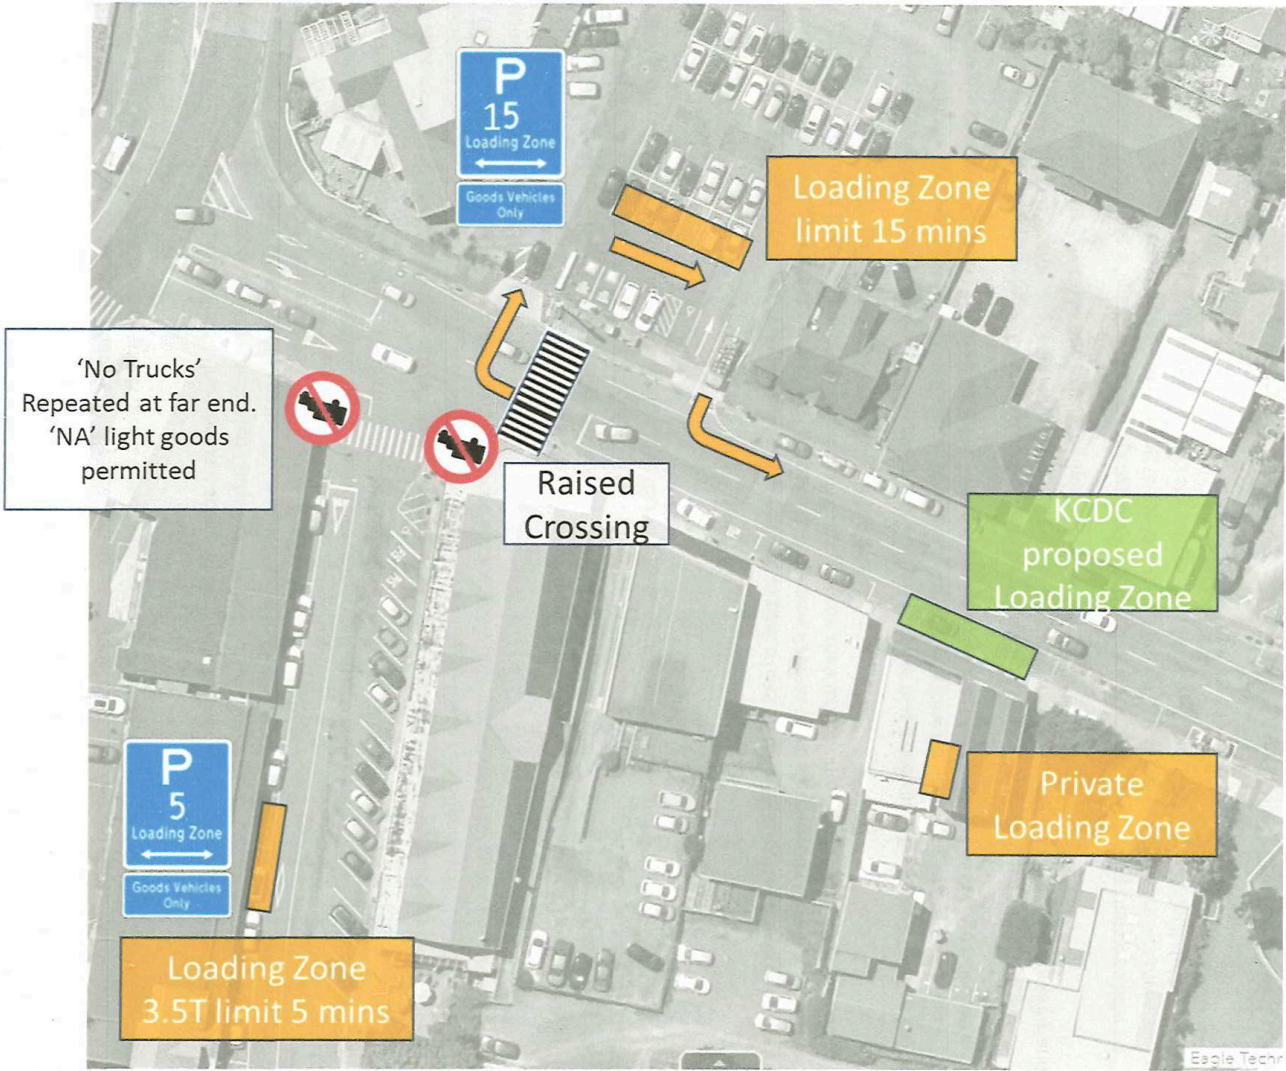 P
15
Loading Zone
Goods Vehicles
Only
Loading Zone
limit 15 mins
'No Trucks'
Repeated at far end.
'NA' light goods
permitted
Raised
Crossing
KCDC
proposed
Loading Zone
P
5
Loading Zone
Goods Vehicles
Only
Private
Loading Zone
Loading Zone
3.5T limit 5 mins
Eagle Techr